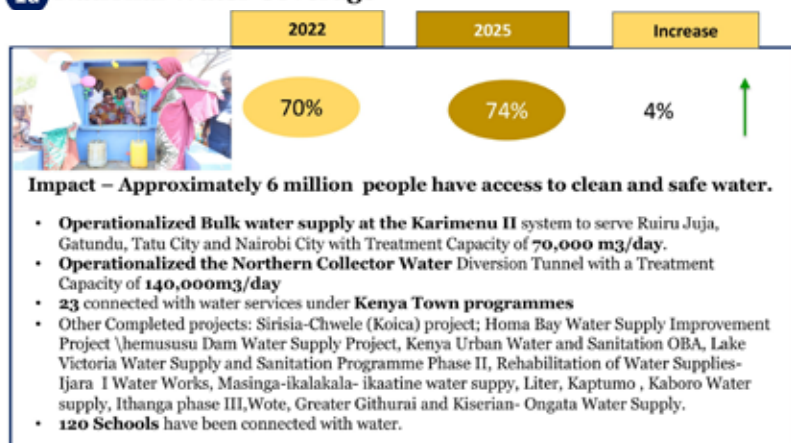 2022 2025 Increase
70% 74% 4%
Impact – Approximately 6 million people have access to clean and safe water.
• Operationalized Bulk water supply at the Karimenu II system to serve Ruiru Juja,
Gatundu, Tatu City and Nairobi City with Treatment Capacity of 70,000 m3/day.
• Operationalized the Northern Collector Water Diversion Tunnel with a Treatment
Capacity of 140,000m3/day
• 23 connected with water services under Kenya Town programmes
• Other Completed projects: Sirisia-Chwele (Koica) project; Homa Bay Water Supply Improvement
Project \hemususu Dam Water Supply Project, Kenya Urban Water and Sanitation OBA, Lake
Victoria Water Supply and Sanitation Programme Phase II, Rehabilitation of Water Supplies-
Ijara I Water Works, Masinga-ikalakala- ikaatine water suppy, Liter, Kaptumo , Kaboro Water
supply, Ithanga phase III,Wote, Greater Githurai and Kiserian- Ongata Water Supply.
• 120 Schools have been connected with water.